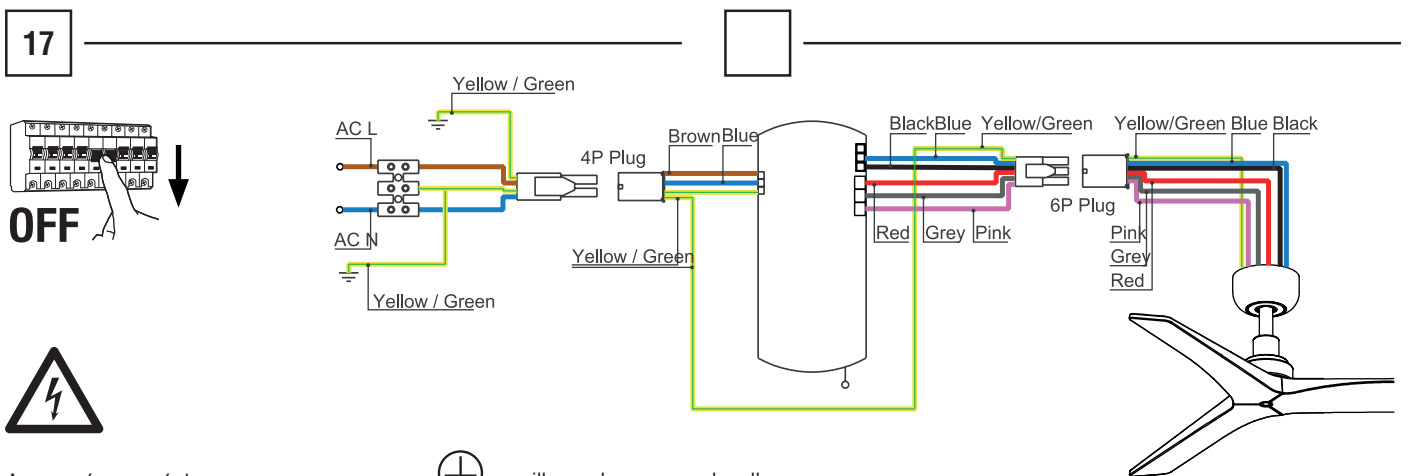 17
OFF
Yellow / Green
AC L
AC N
Yellow / Green
4P Plug
Brown
Blue
Yellow / Green
Black
Blue
Yellow/Green
Red
Grey
Pink
6P Plug
Yellow/Green
Blue
Black
Pink
Grey
Red